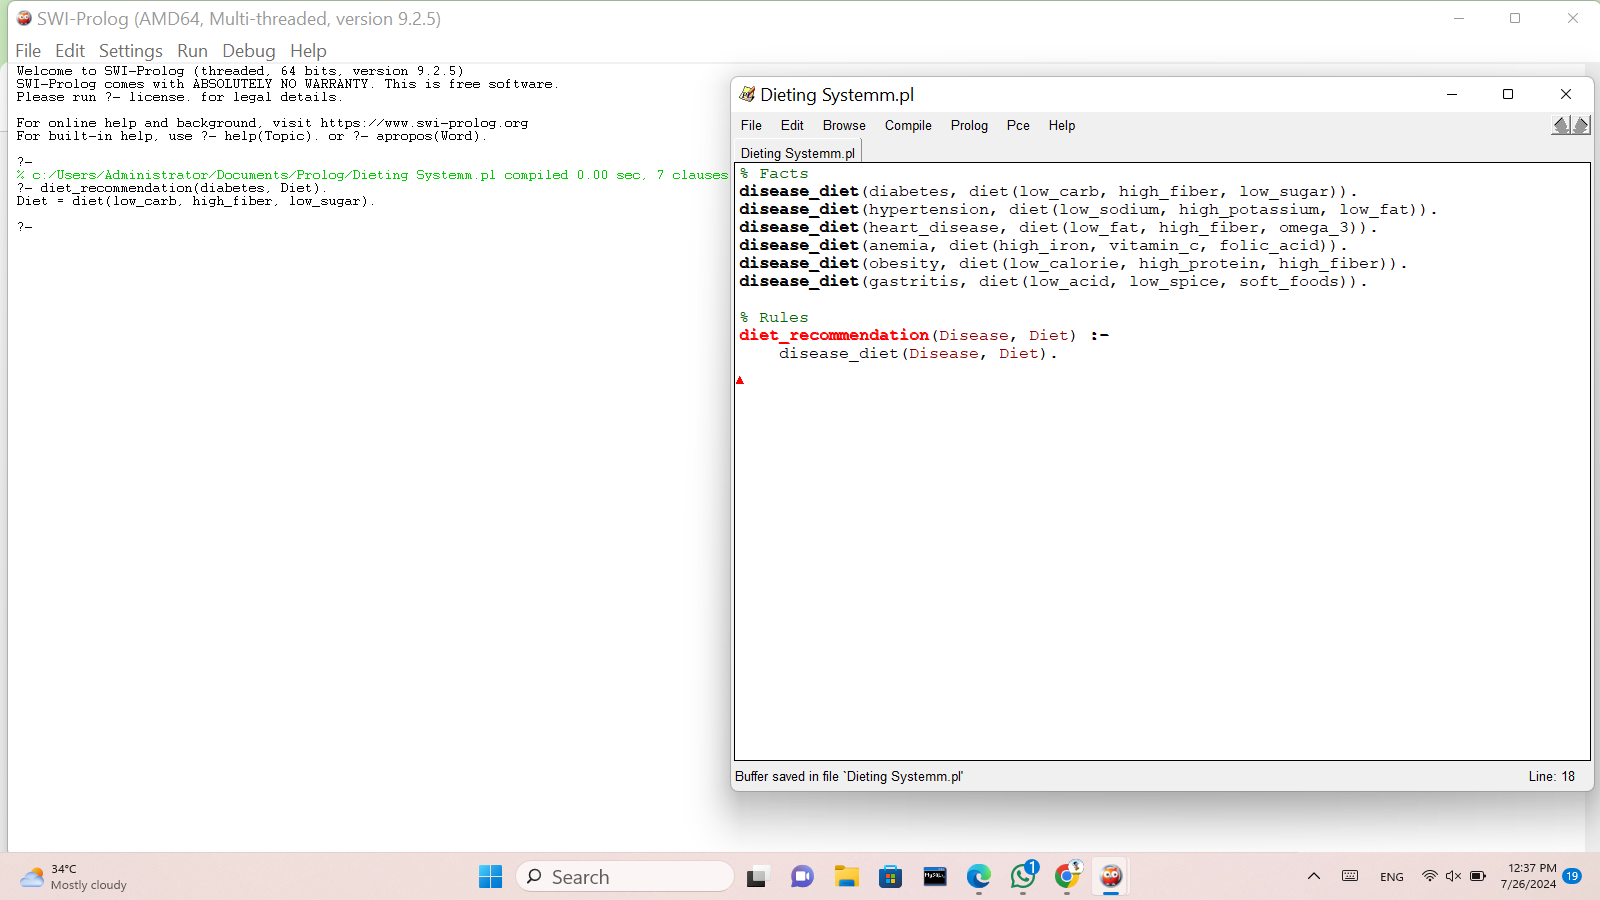 SWI-Prolog (AMD64, Multi-threaded, version 9.2.5)
File Edit Settings Run Debug Help
Welcome to SWI-Prolog (threaded, 64 bits, version 9.2.5)
SWI-Prolog comes with ABSOLUTELY NO WARRANTY. This is free software.
Please run ?- license. for legal details.
For online help and background, visit https://www.swi-prolog.org
For built-in help, use ?- help(Topic). or ?- apropos(Word).
?-
% c:/Users/Administrator/Documents/Prolog/Dieting Systemm.pl compiled 0.00 sec, 7 clauses
?- diet_recommendation(diabetes, Diet).
Diet = diet(low_carb, high_fiber, low_sugar).
?-
Dieting Systemm.pl
File Edit Browse Compile Prolog Pce Help
Dieting Systemm.pl
% Facts
disease_diet(diabetes, diet(low_carb, high_fiber, low_sugar)).
disease_diet(hypertension, diet(low_sodium, high_potassium, low_fat)).
disease_diet(heart_disease, diet(low_fat, high_fiber, omega_3)).
disease_diet(anemia, diet(high_iron, vitamin_c, folic_acid)).
disease_diet(obesity, diet(low_calorie, high_protein, high_fiber)).
disease_diet(gastritis, diet(low_acid, low_spice, soft_foods)).
% Rules
diet_recommendation(Disease, Diet) :-
disease_diet(Disease, Diet).
Buffer saved in file `Dieting Systemm.pl' Line: 18
34°C
Mostly cloudy
Search
MySQL
1
ENG
12:37 PM
7/26/2024
19